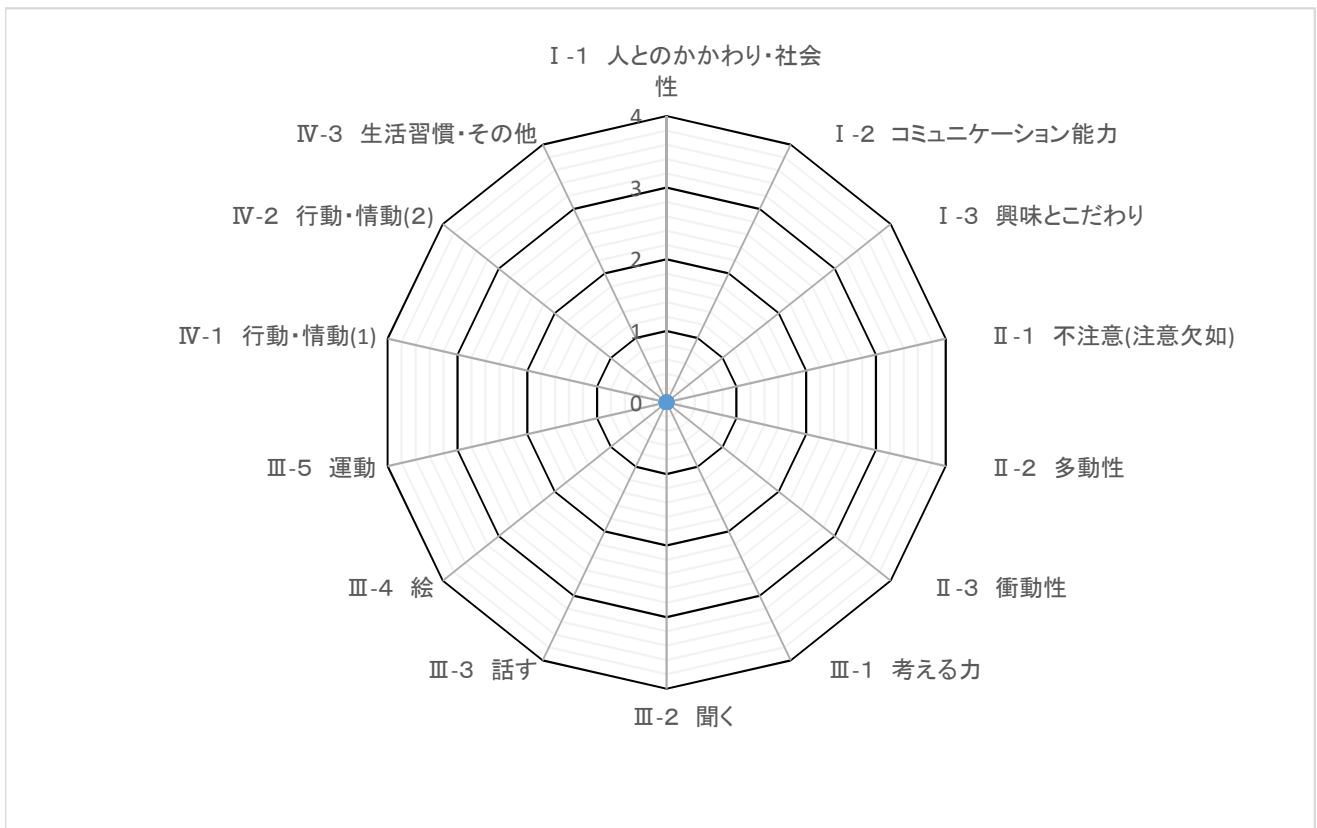 Ⅰ-1 人とのかかわり・社会
性
Ⅰ-2 コミュニケーション能力
Ⅰ-3 興味とこだわり
Ⅱ-1 不注意(注意欠如)
Ⅱ-2 多動性
Ⅱ-3 衝動性
Ⅲ-1 考える力
Ⅲ-2 聞く
Ⅲ-3 話す
Ⅲ-4 絵
Ⅲ-5 運動
Ⅳ-1 行動・情動(1)
Ⅳ-2 行動・情動(2)
Ⅳ-3 生活習慣・その他
4
3
2
1
0